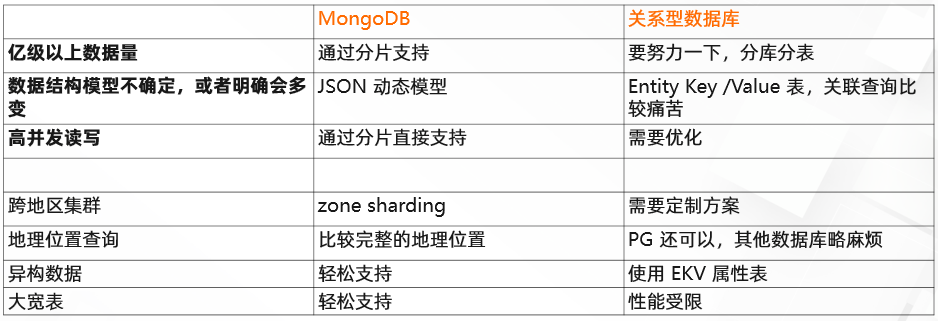 MongoDB 关系型数据库
亿级以上数据量 通过分片支持 要努力一下，分库分表
数据结构模型不确定，或者明确会多 JSON 动态模型 Entity Key /Value 表，关联查询比
变 较痛苦
高并发读写 通过分片直接支持 需要优化
跨地区集群 zone sharding 需要定制方案
地理位置查询 比较完整的地理位置 PG 还可以，其他数据库略麻烦
异构数据 轻松支持 使用 EKV 属性表
大宽表 轻松支持 性能受限